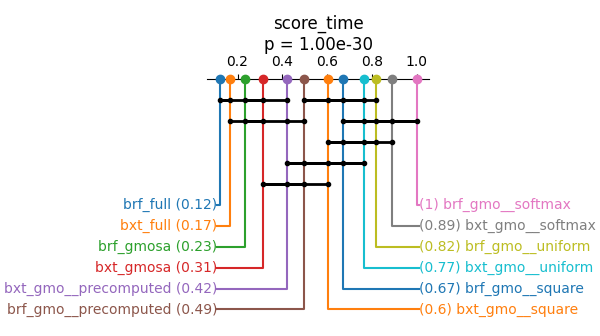 score_time
p = 1.00e-30
0.2 0.4 0.6 0.8 1.0
brf_full (0.12) (1) brf_gmo__softmax
bxt_full (0.17) (0.89) bxt_gmo__softmax
brf_gmosa (0.23) (0.82) brf_gmo__uniform
bxt_gmosa (0.31) (0.77) bxt_gmo__uniform
bxt_gmo__precomputed (0.42) (0.67) brf_gmo__square
brf_gmo__precomputed (0.49) (0.6) bxt_gmo__square